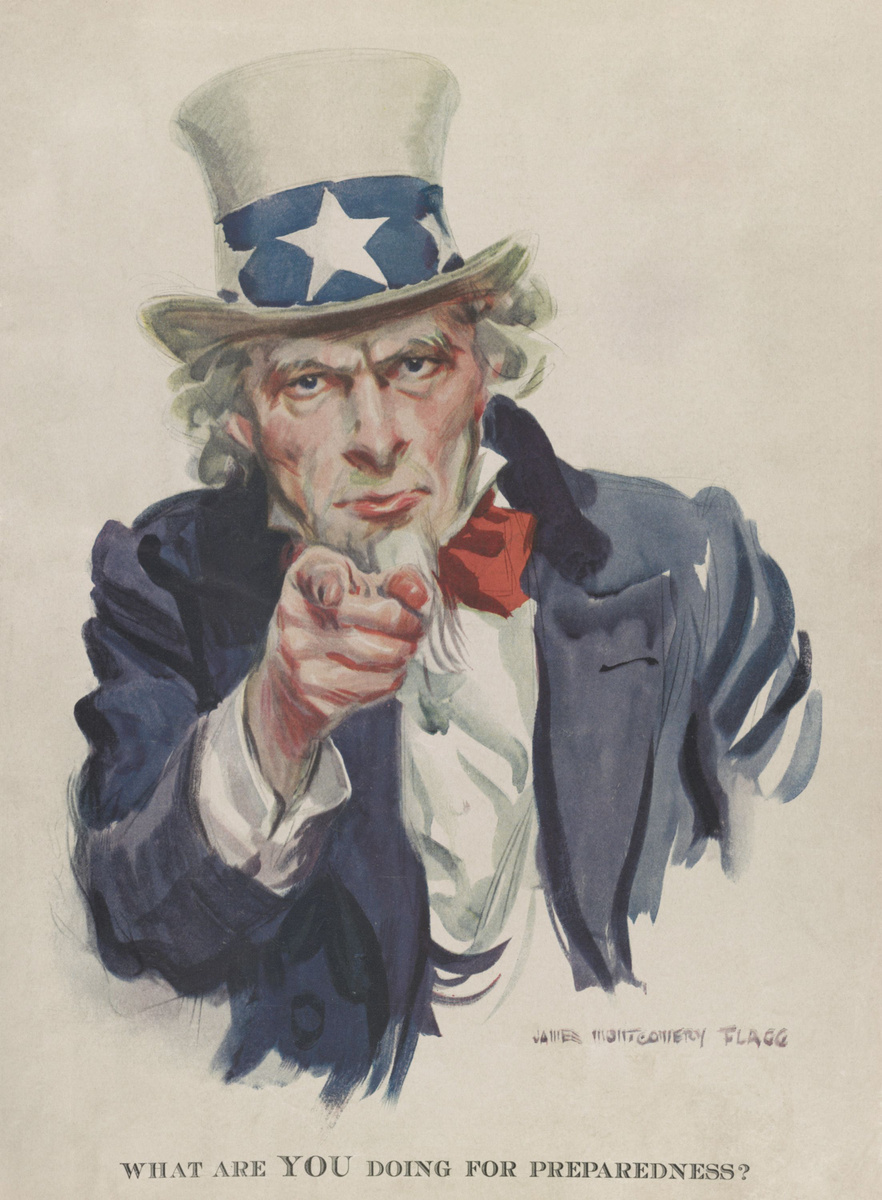 JAMES MONTGOMERY FLAGG
WHAT ARE YOU DOING FOR PREPAREDNESS?